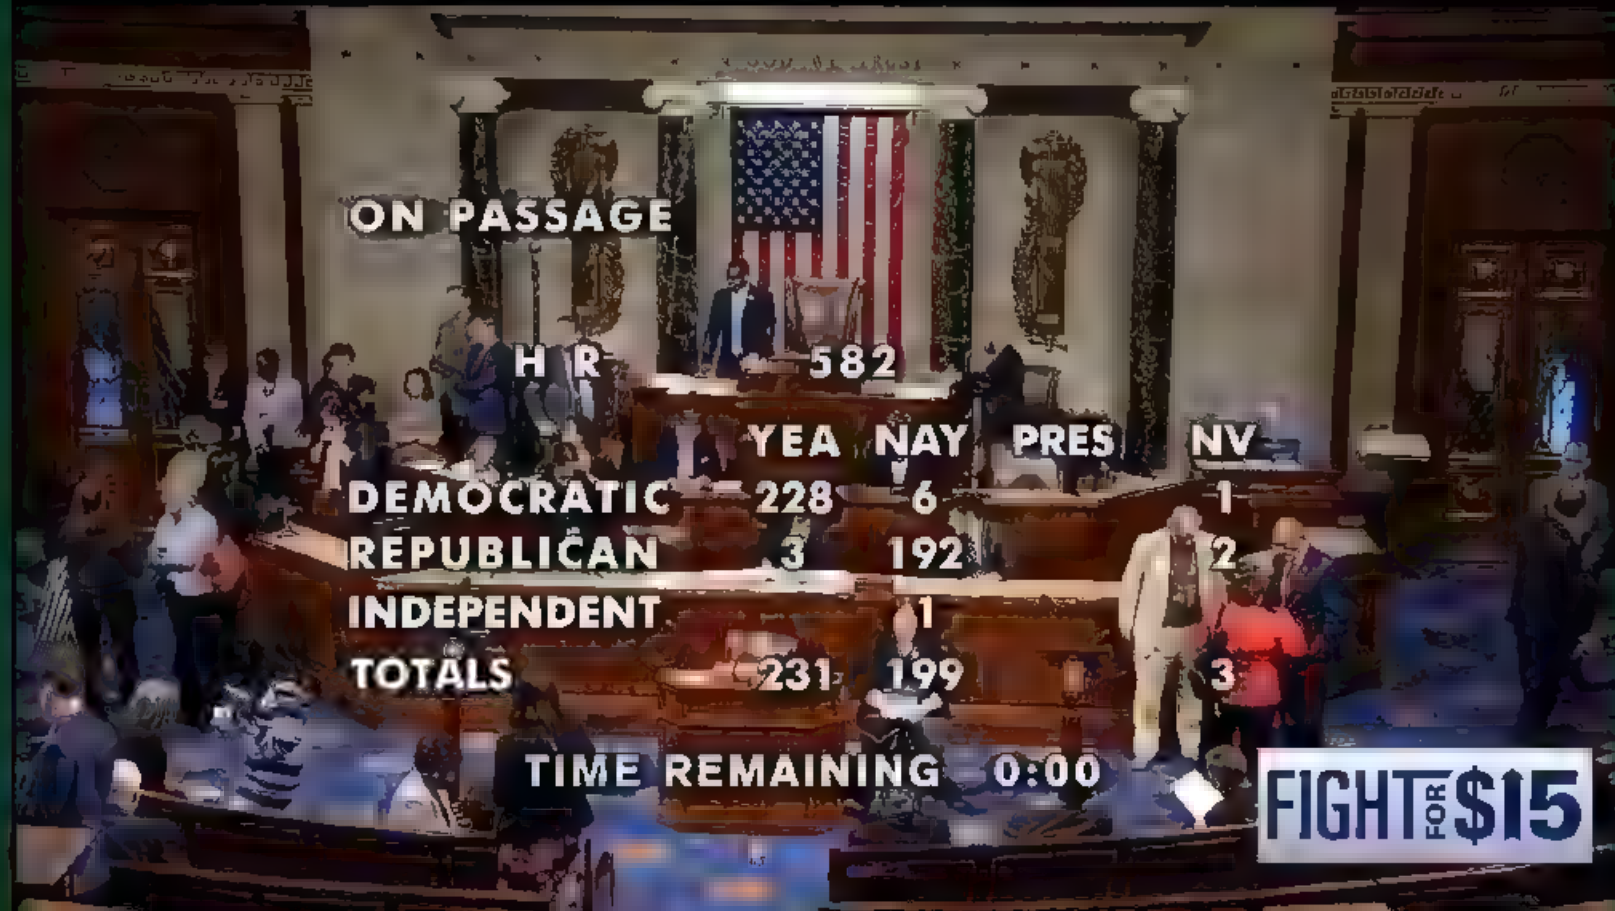 ON PASSAGE
H R 582
YEA NAY PRES NV
DEMOCRATIC 228 6 1
REPUBLICAN 3 192 2
INDEPENDENT 1
TOTALS 231 199 3
TIME REMAINING 0:00
FIGHT FOR $15